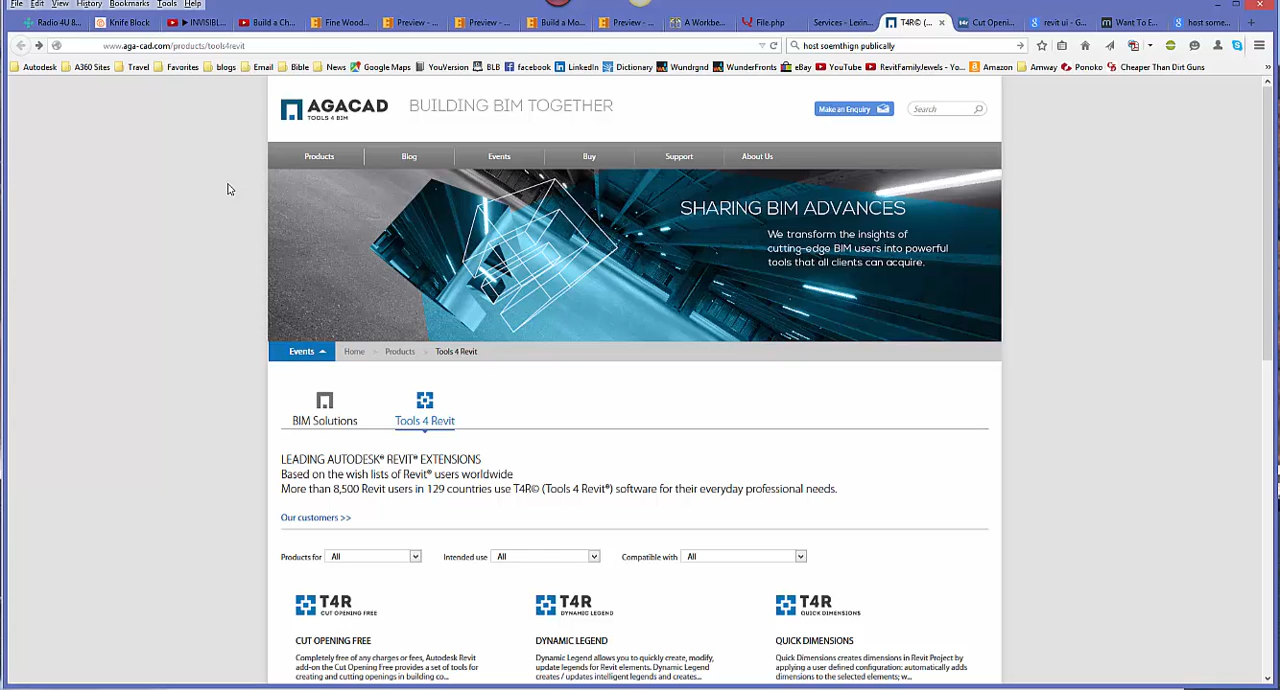 File Edit View History Bookmarks Tools Help
Radio 4U 8... Knife Block ▶ INVISIBL... Build a Ch... Fine Wood... Preview - ... Preview - ... Build a Mo... Preview - ... A Workbe... File.php Services - Lexin... T4R© (... Cut Openi... revit ui - G... Want To E... host some...
www.aga-cad.com/products/tools4revit
host soemthign publically
Autodesk A360 Sites Travel Favorites blogs Email Bible News Google Maps YouVersion BLB facebook LinkedIn Dictionary Wundrgnd WunderFronts eBay YouTube RevitFamilyJewels - Yo... Amazon Amway Ponoko Cheaper Than Dirt Guns
AGACAD
TOOLS 4 BIM
BUILDING BIM TOGETHER
Make an Enquiry
Search
Products Blog Events Buy Support About Us
SHARING BIM ADVANCES
We transform the insights of
cutting-edge BIM users into powerful
tools that all clients can acquire.
Events Home Products Tools 4 Revit
BIM Solutions Tools 4 Revit
LEADING AUTODESK® REVIT® EXTENSIONS
Based on the wish lists of Revit® users worldwide
More than 8,500 Revit users in 129 countries use T4R© (Tools 4 Revit®) software for their everyday professional needs.
Our customers >>
Products for All Intended use All Compatible with All
T4R
CUT OPENING FREE
T4R
DYNAMIC LEGEND
T4R
QUICK DIMENSIONS
CUT OPENING FREE
Completely free of any charges or fees, Autodesk Revit
add-on the Cut Opening Free provides a set of tools for
creating and cutting openings in building co...
DYNAMIC LEGEND
Dynamic Legend allows you to quickly create, modify,
update legends for Revit elements. Dynamic Legend
creates / updates intelligent legends and creates...
QUICK DIMENSIONS
Quick Dimensions creates dimensions in Revit Project by
applying a user defined configuration: automatically adds
dimensions to the selected elements; w...